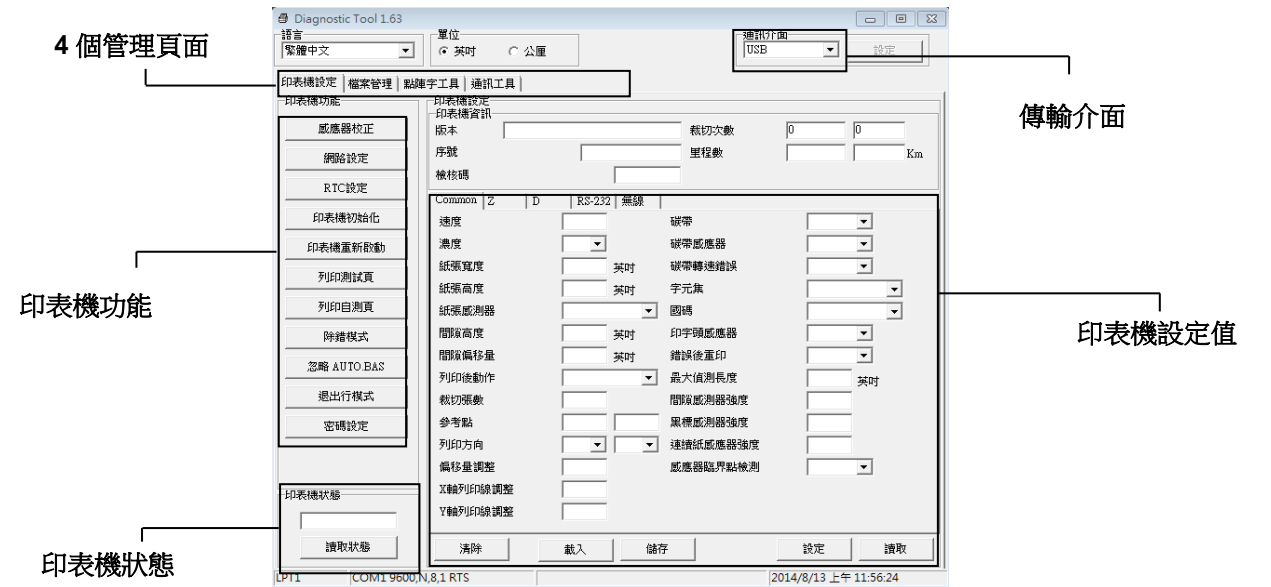 Diagnostic Tool 1.63
4 個管理頁面
語言
繁體中文
單位
英吋 公厘
通訊介面
USB
設定
傳輸介面
印表機設定 檔案管理 點陣字工具 通訊工具
印表機功能
感應器校正
網路設定
RTC設定
印表機初始化
印表機重新啟動
列印測試頁
列印自測頁
除錯模式
忽略 AUTO.BAS
退出行模式
密碼設定
印表機功能
印表機設定
印表機資訊
版本 裁切次數 0 0
序號 里程數 Km
檢核碼
Common Z D RS-232 無線
速度 碳帶
濃度 碳帶感應器
紙張寬度 英吋 碳帶轉速錯誤
紙張高度 英吋 字元集
紙張感測器 國碼
間隙高度 英吋 印字頭感應器
間隙偏移量 英吋 錯誤後重印
列印後動作 最大偵測長度 英吋
裁切張數 間隙感測器強度
參考點 黑標感測器強度
列印方向 連續紙感應器強度
偏移量調整 感應器臨界點檢測
X軸列印線調整
Y軸列印線調整
印表機設定值
印表機狀態
讀取狀態
印表機狀態
清除 載入 儲存 設定 讀取
LPT1 COM1 9600,N,8,1 RTS 2014/8/13 上午 11:56:24